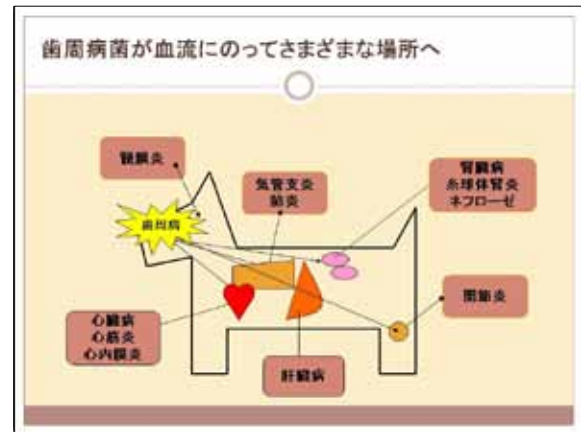 歯周病菌が血流にのってさまざまな場所へ
髄膜炎
気管支炎
肺炎
腎臓病
糸球体腎炎
ネフローゼ
歯周病
関節炎
心臓病
心筋炎
心内膜炎
肝臓病